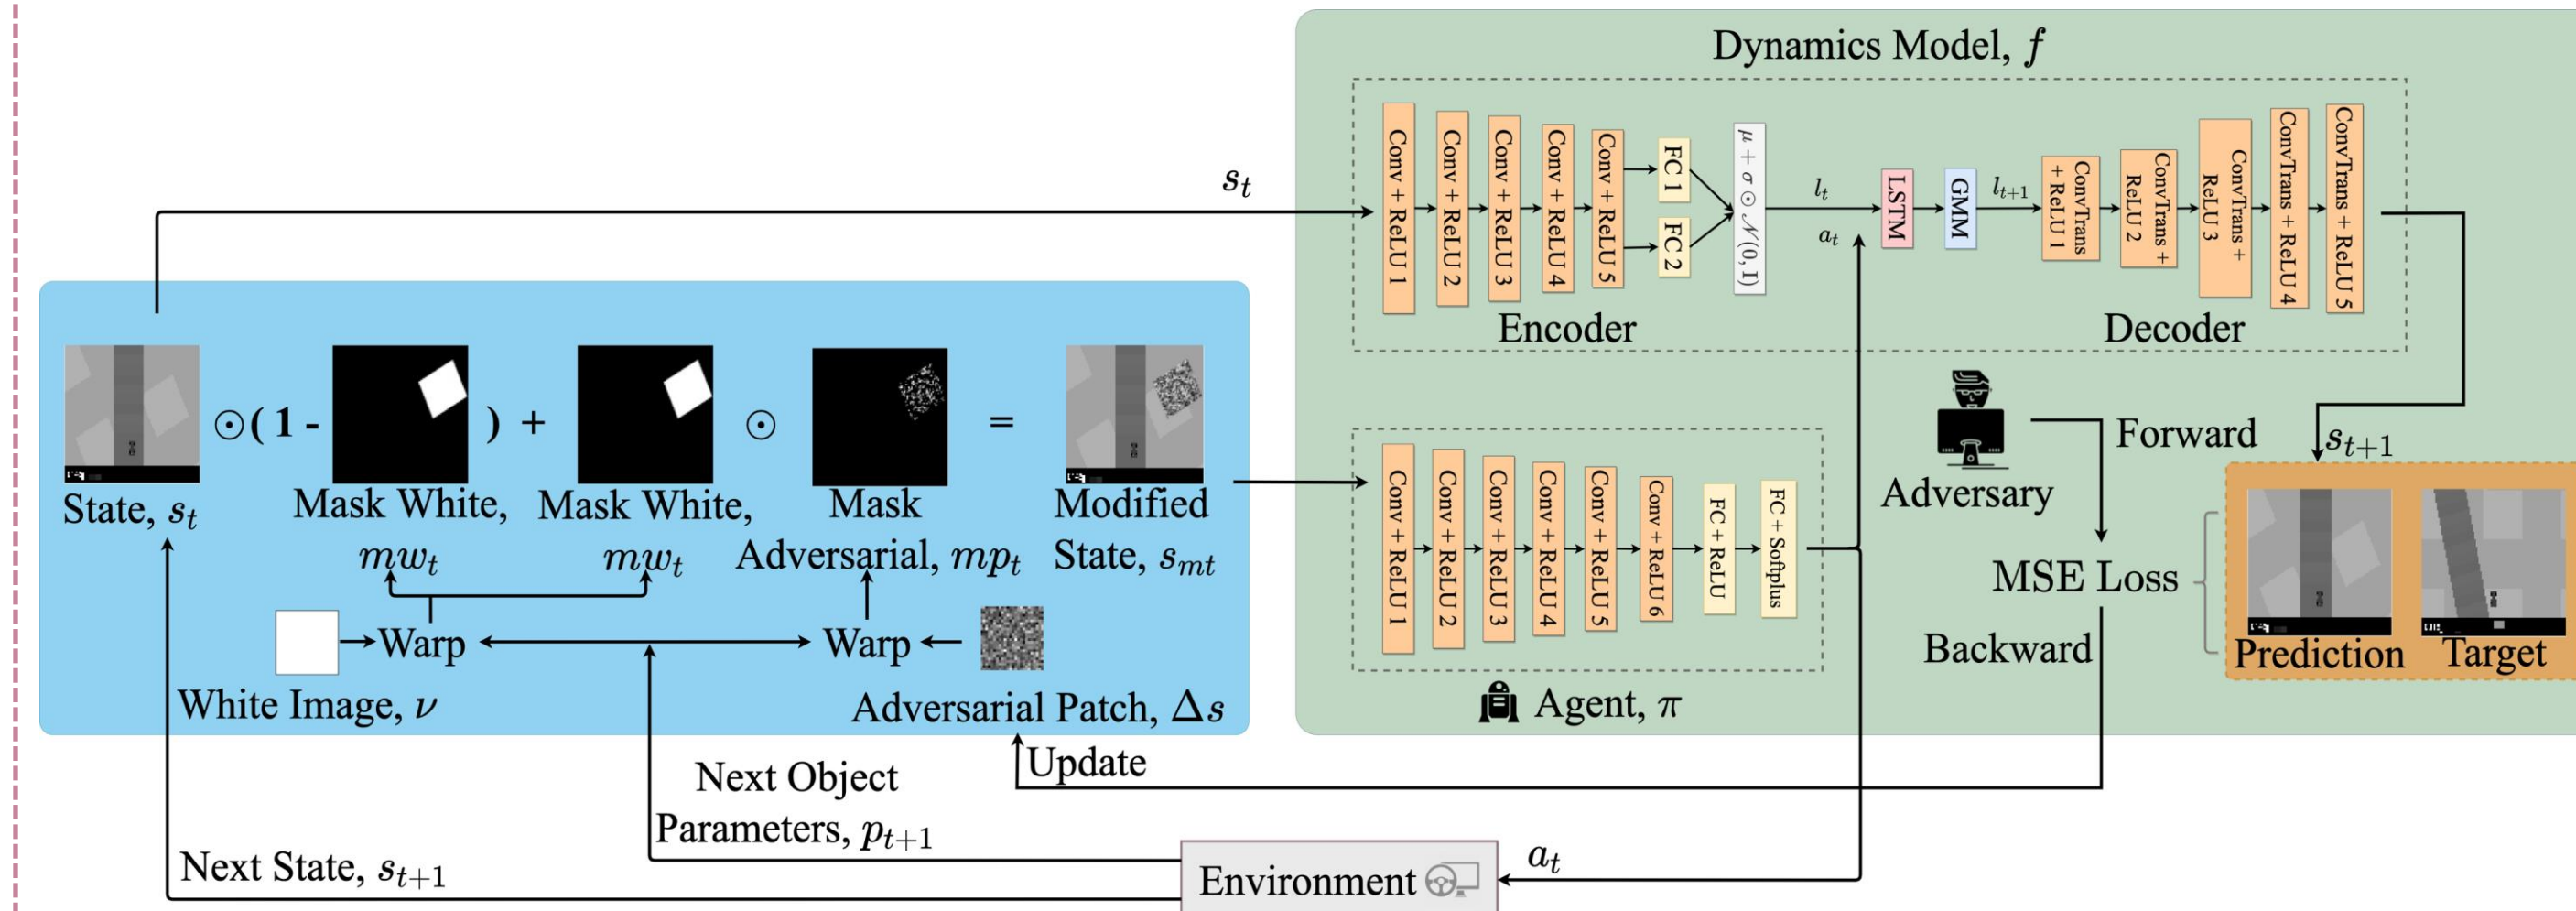 Dynamics Model, f
Conv + ReLU 1
Conv + ReLU 2
Conv + ReLU 3
Conv + ReLU 4
Conv + ReLU 5
FC 1
FC 2
μ + σ ⊙ 𝒩(0, I)
l_t
a_t
LSTM
GMM
l_{t+1}
ConvTrans
+ ReLU 1
ConvTrans +
ReLU 2
ConvTrans +
ReLU 3
ConvTrans + ReLU 4
ConvTrans + ReLU 5
Encoder
Decoder
s_t
⊙ ( 1 -
) +
⊙
=
State, s_t
Mask White,
mw_t
Mask White,
mw_t
Mask
Adversarial, mp_t
Modified
State, s_{mt}
Warp
Warp
White Image, ν
Adversarial Patch, Δs
Conv + ReLU 1
Conv + ReLU 2
Conv + ReLU 3
Conv + ReLU 4
Conv + ReLU 5
Conv + ReLU 6
FC + ReLU
FC + Softplus
Agent, π
Adversary
Forward
s_{t+1}
MSE Loss
Backward
Prediction
Target
Update
Next Object
Parameters, p_{t+1}
Next State, s_{t+1}
Environment
a_t